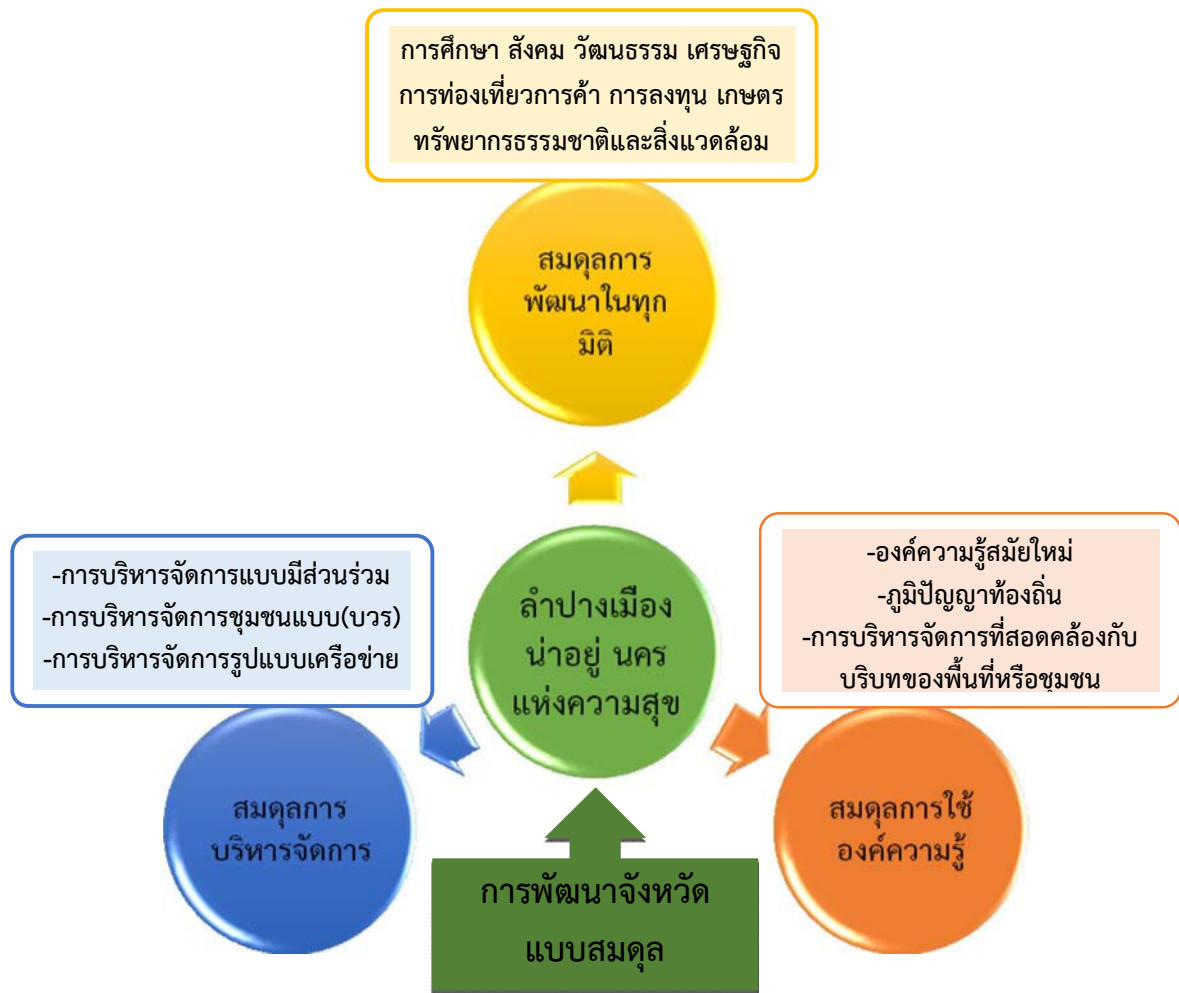 การศึกษา สังคม วัฒนธรรม เศรษฐกิจ
การท่องเที่ยวการค้า การลงทุน เกษตร
ทรัพยากรธรรมชาติและสิ่งแวดล้อม
สมดุลการ
พัฒนาในทุก
มิติ
-การบริหารจัดการแบบมีส่วนร่วม
-การบริหารจัดการชุมชนแบบ(บวร)
-การบริหารจัดการรูปแบบเครือข่าย
ลำปางเมือง
น่าอยู่ นคร
แห่งความสุข
-องค์ความรู้สมัยใหม่
-ภูมิปัญญาท้องถิ่น
-การบริหารจัดการที่สอดคล้องกับ
บริบทของพื้นที่หรือชุมชน
สมดุลการ
บริหารจัดการ
สมดุลการใช้
องค์ความรู้
การพัฒนาจังหวัด
แบบสมดุล